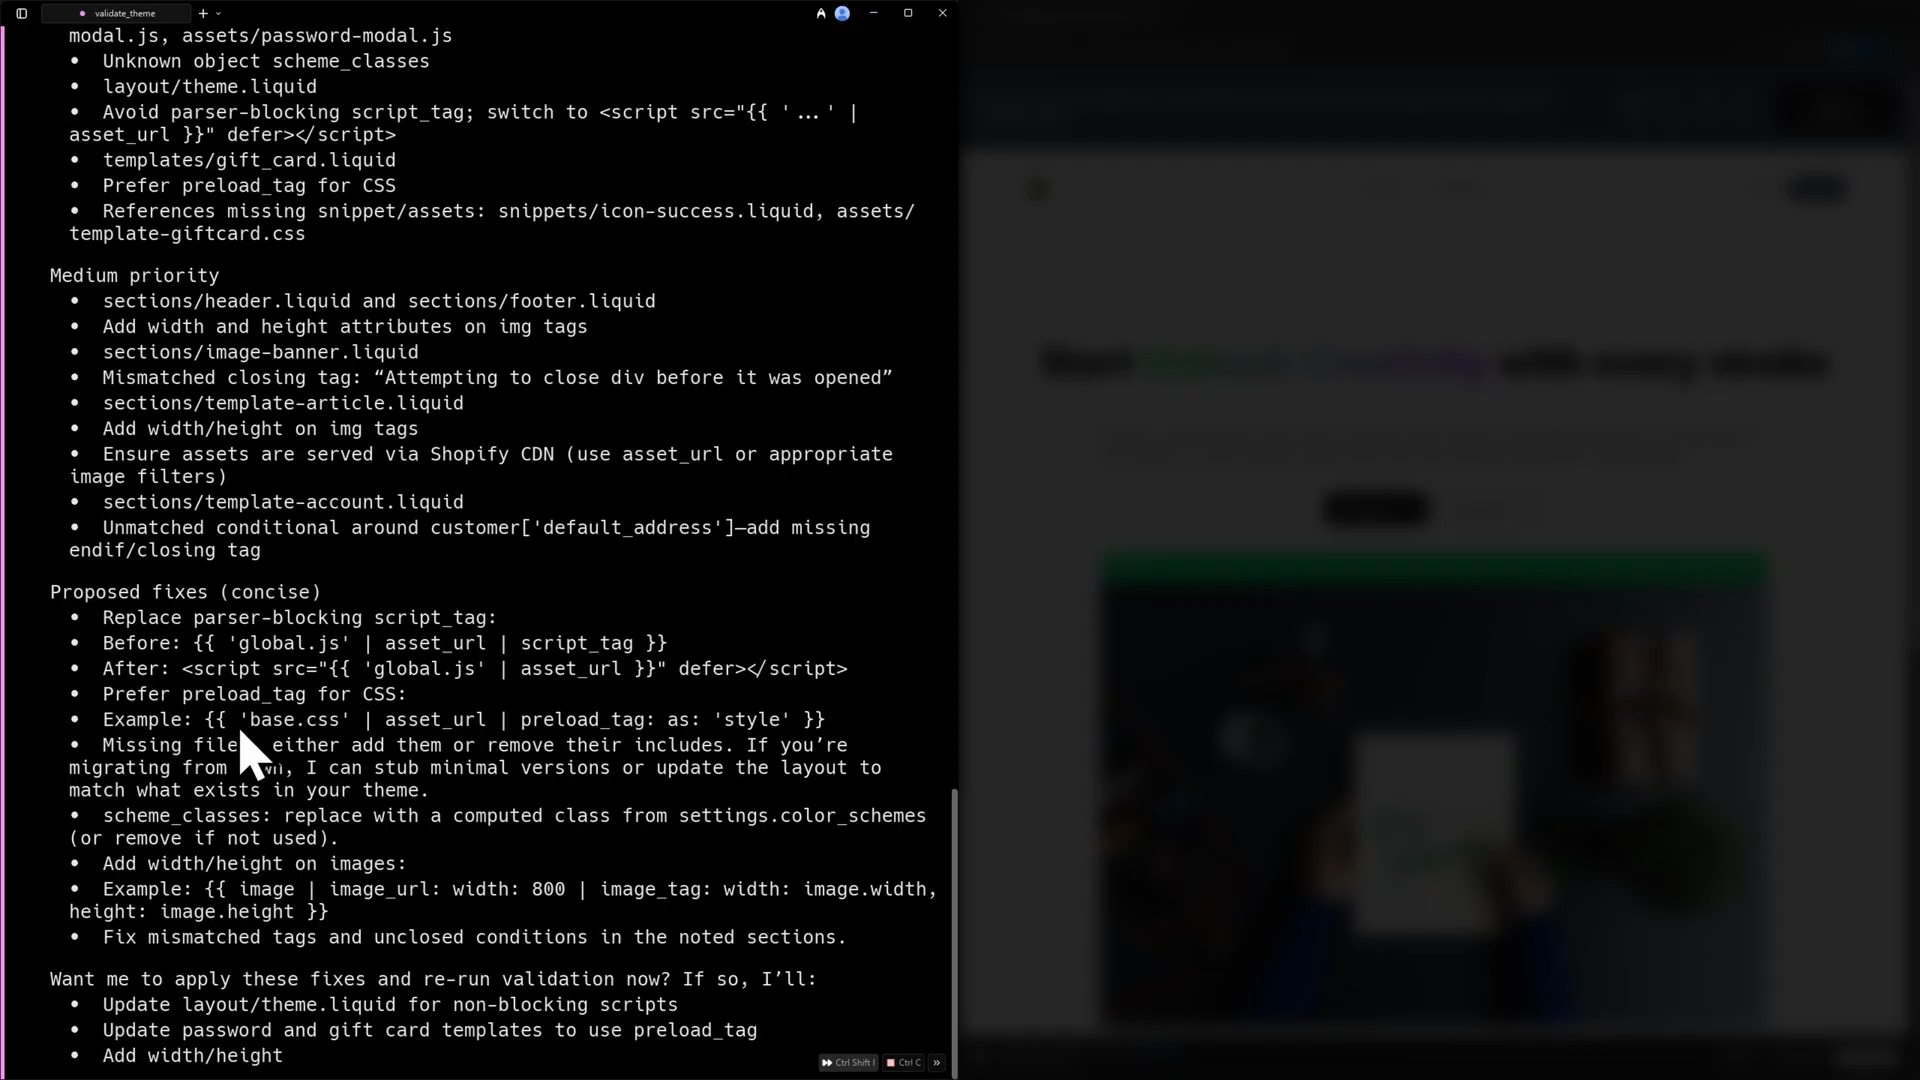 validate_theme
modal.js, assets/password-modal.js
• Unknown object scheme_classes
• layout/theme.liquid
• Avoid parser-blocking script_tag; switch to <script src="{{ '...' |
asset_url }}" defer></script>
• templates/gift_card.liquid
• Prefer preload_tag for CSS
• References missing snippet/assets: snippets/icon-success.liquid, assets/
template-giftcard.css
Medium priority
• sections/header.liquid and sections/footer.liquid
• Add width and height attributes on img tags
• sections/image-banner.liquid
• Mismatched closing tag: “Attempting to close div before it was opened”
• sections/template-article.liquid
• Add width/height on img tags
• Ensure assets are served via Shopify CDN (use asset_url or appropriate
image filters)
• sections/template-account.liquid
• Unmatched conditional around customer['default_address']—add missing
endif/closing tag
Proposed fixes (concise)
• Replace parser-blocking script_tag:
• Before: {{ 'global.js' | asset_url | script_tag }}
• After: <script src="{{ 'global.js' | asset_url }}" defer></script>
• Prefer preload_tag for CSS:
• Example: {{ 'base.css' | asset_url | preload_tag: as: 'style' }}
• Missing either add them or remove their includes. If you’re
migrating from I can stub minimal versions or update the layout to
match what exists in your theme.
• scheme_classes: replace with a computed class from settings.color_schemes
(or remove if not used).
• Add width/height on images:
• Example: {{ image | image_url: width: 800 | image_tag: width: image.width,
height: image.height }}
• Fix mismatched tags and unclosed conditions in the noted sections.
Want me to apply these fixes and re-run validation now? If so, I’ll:
• Update layout/theme.liquid for non-blocking scripts
• Update password and gift card templates to use preload_tag
• Add width/height
Ctrl Shift I
Ctrl C
Start with every stroke